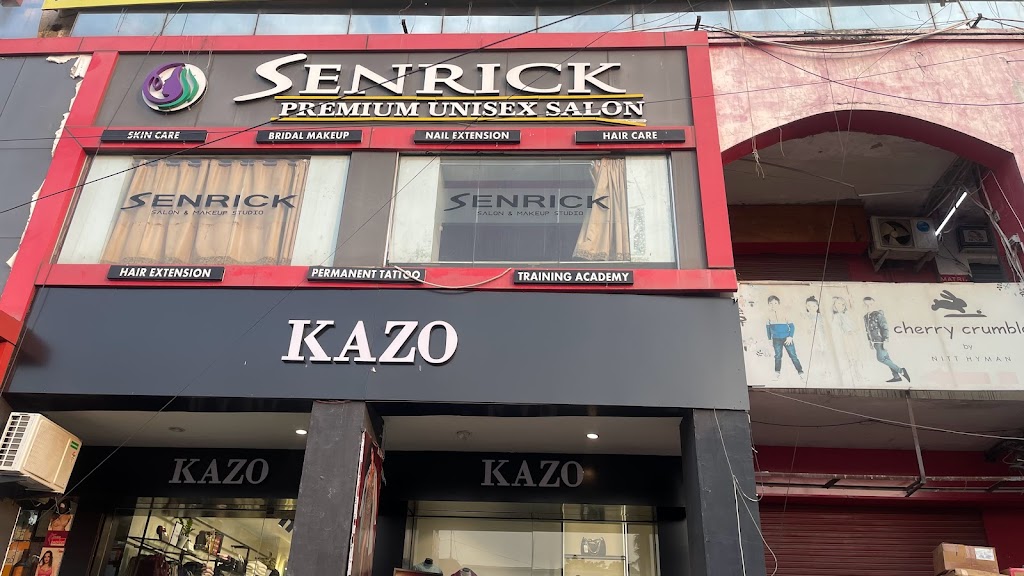 SENRICK
PREMIUM UNISEX SALON
SKIN CARE
BRIDAL MAKEUP
NAIL EXTENSION
HAIR CARE
SENRICK
SALON & MAKEUP STUDIO
SENRICK
SALON & MAKEUP STUDIO
HAIR EXTENSION
PERMANENT TATTOO
TRAINING ACADEMY
KAZO
cherry crumble
by
NITT HYMAN
KAZO
KAZO